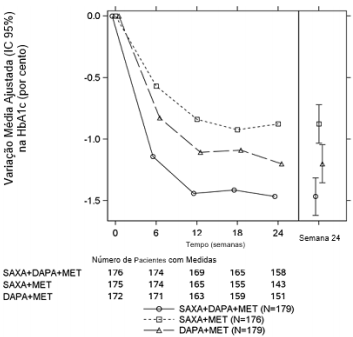 Variação Média Ajustada (IC 95%)
na HbA1c (por cento)
0.0
-0.5
-1.0
-1.5
0 6 12 18 24
Semana 24
Tempo (semanas)
Número de Pacientes com Medidas
SAXA+DAPA+MET 176 174 169 165 158
SAXA+MET 175 174 165 155 143
DAPA+MET 172 171 163 159 151
SAXA+DAPA+MET (N=179)
SAXA+MET (N=176)
DAPA+MET (N=179)